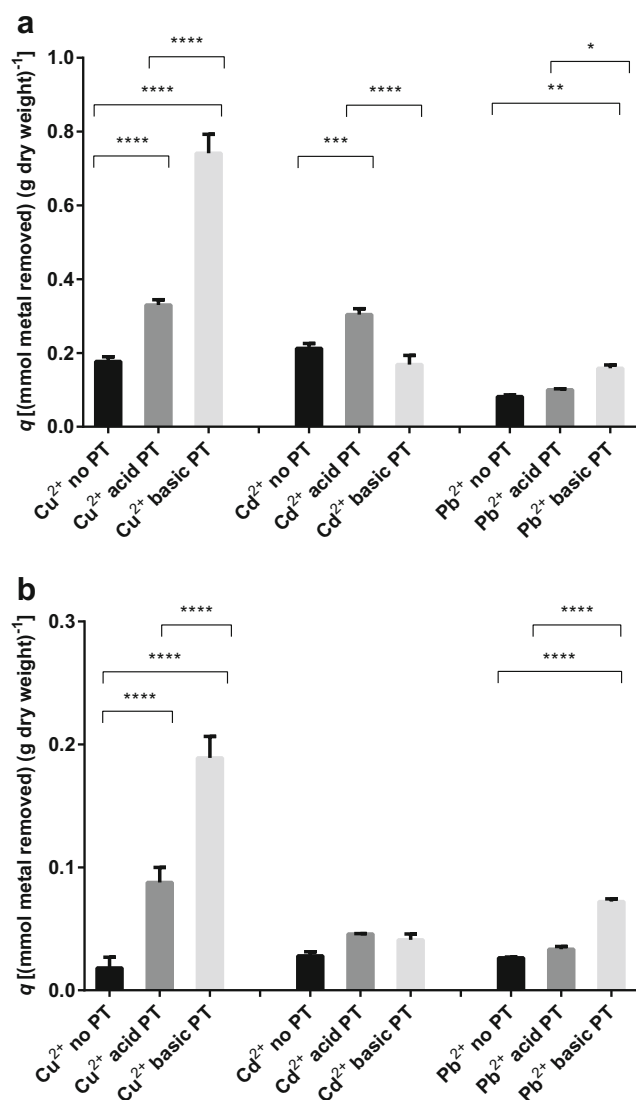 a
****
*
****
****
**
****
***
q [(mmol metal removed) (g dry weight)⁻¹]
1.0
0.8
0.6
0.4
0.2
0.0
Cu²⁺ no PT
Cu²⁺ acid PT
Cu²⁺ basic PT
Cd²⁺ no PT
Cd²⁺ acid PT
Cd²⁺ basic PT
Pb²⁺ no PT
Pb²⁺ acid PT
Pb²⁺ basic PT
b
****
****
****
****
****
q [(mmol metal removed) (g dry weight)⁻¹]
0.3
0.2
0.1
0.0
Cu²⁺ no PT
Cu²⁺ acid PT
Cu²⁺ basic PT
Cd²⁺ no PT
Cd²⁺ acid PT
Cd²⁺ basic PT
Pb²⁺ no PT
Pb²⁺ acid PT
Pb²⁺ basic PT